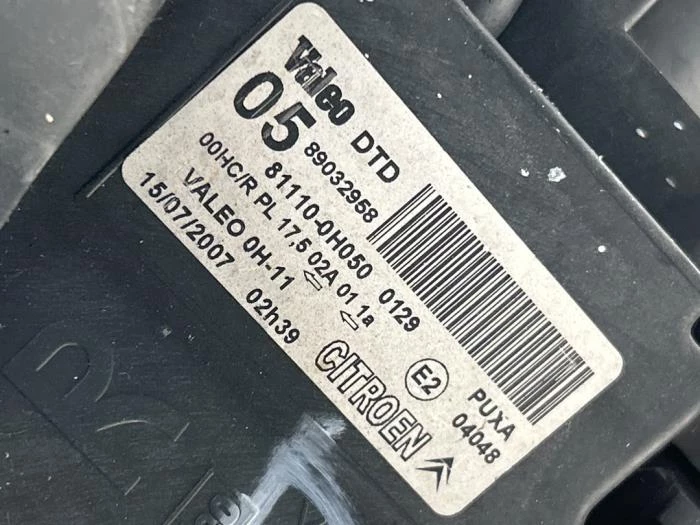 Valeo DTD
05 89032958
81110-0H050 0129
00HC/R PL 17,5 02A 01 1a
VALEO 0H-11
15/07/2007 02h39
CITROEN
E2
PUXA
04048